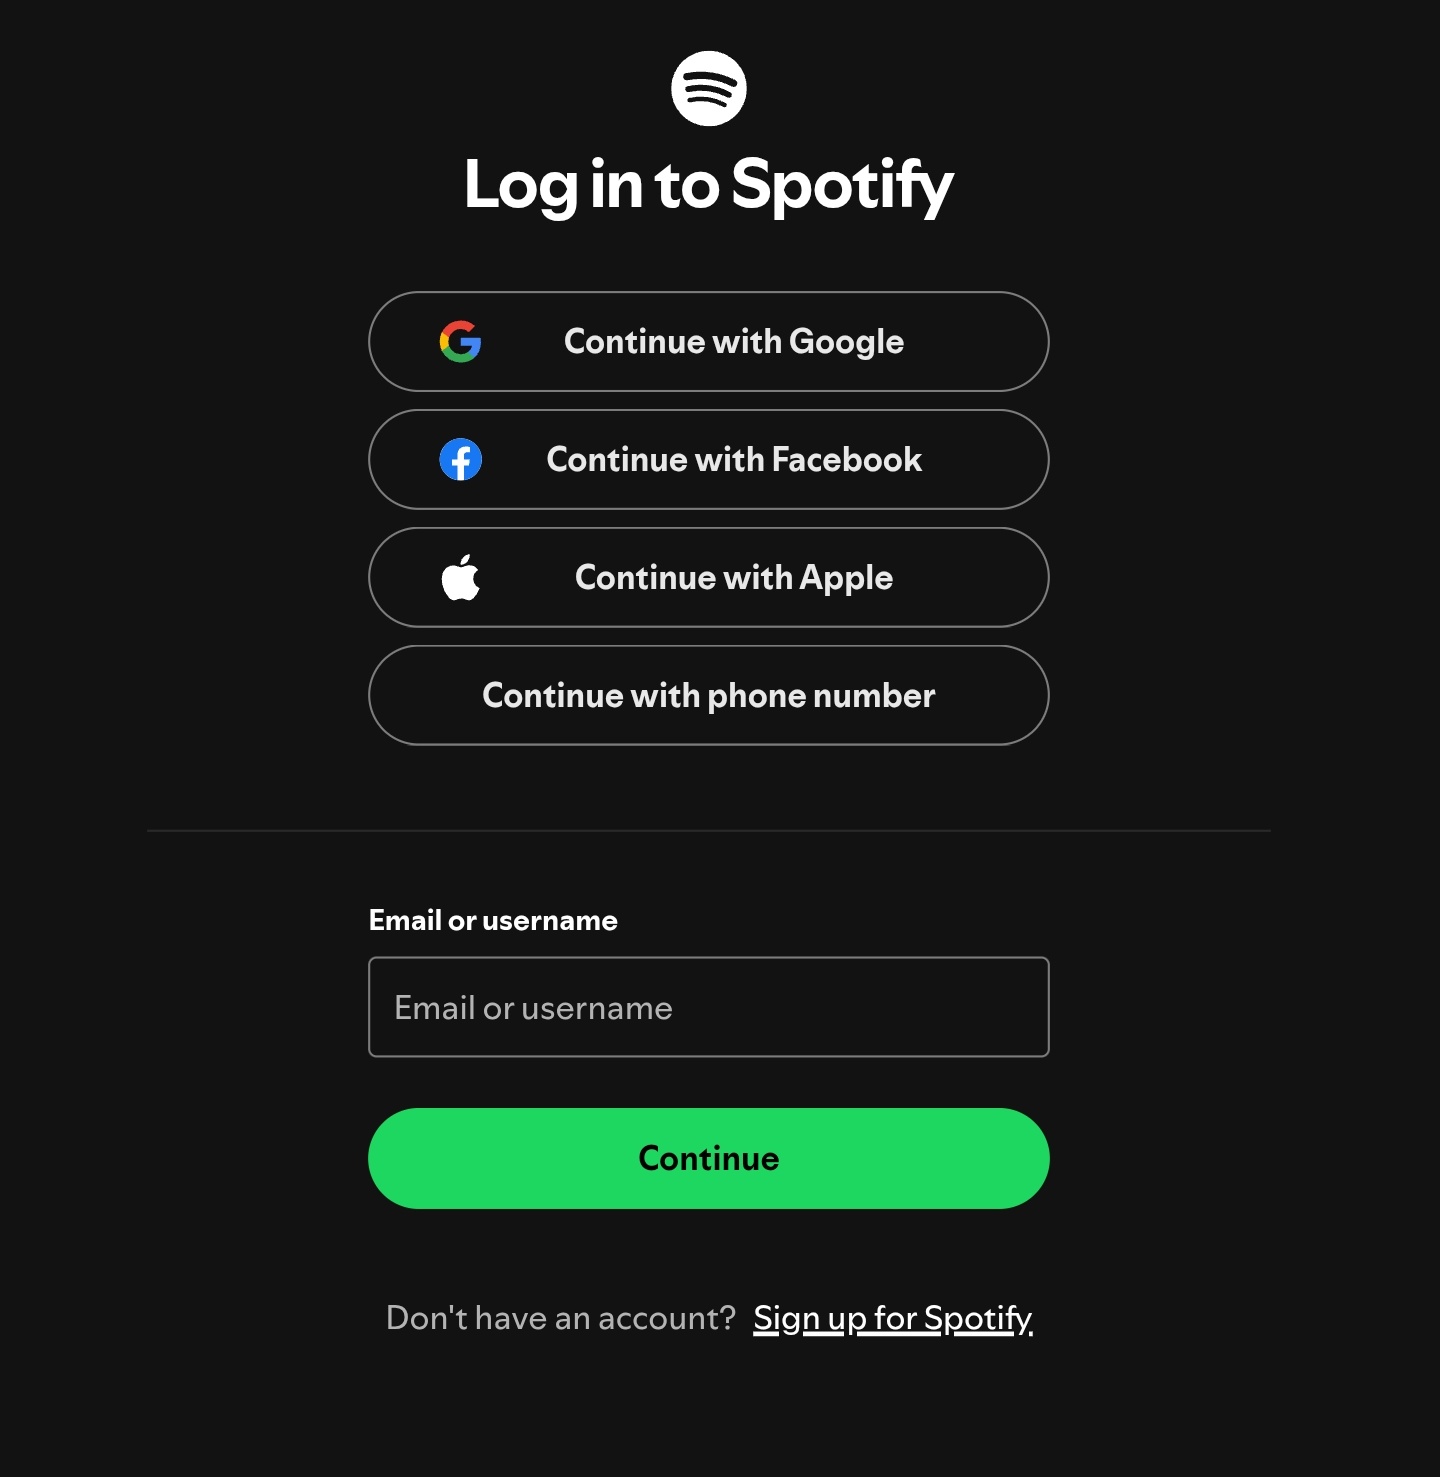 Log in to Spotify
Continue with Google
Continue with Facebook
Continue with Apple
Continue with phone number
Email or username
Email or username
Continue
Don't have an account? Sign up for Spotify